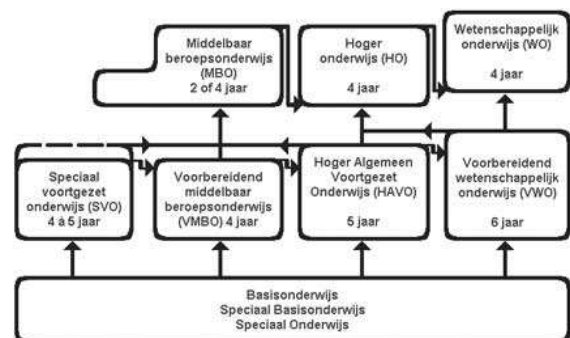 Middelbaar
beroepsonderwijs
(MBO)
2 of 4 jaar
Hoger
onderwijs (HO)
4 jaar
Wetenschappelijk
onderwijs (WO)
4 jaar
Speciaal
voortgezet
onderwijs (SVO)
4 à 5 jaar
Voorbereidend
middelbaar
beroepsonderwijs
(VMBO) 4 jaar
Hoger Algemeen
Voortgezet
Onderwijs (HAVO)
5 jaar
Voorbereidend
wetenschappelijk
onderwijs (VWO)
6 jaar
Basisonderwijs
Speciaal Basisonderwijs
Speciaal Onderwijs